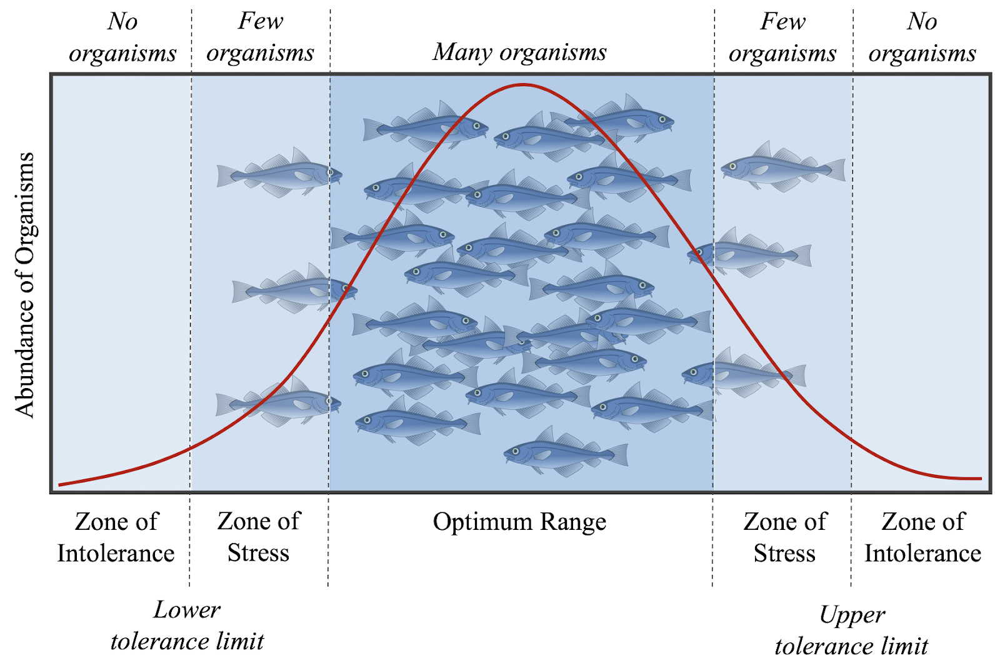 No
organisms
Few
organisms
Many organisms
Few
organisms
No
organisms
Abundance of Organisms
Zone of
Intolerance
Zone of
Stress
Optimum Range
Zone of
Stress
Zone of
Intolerance
Lower
tolerance limit
Upper
tolerance limit